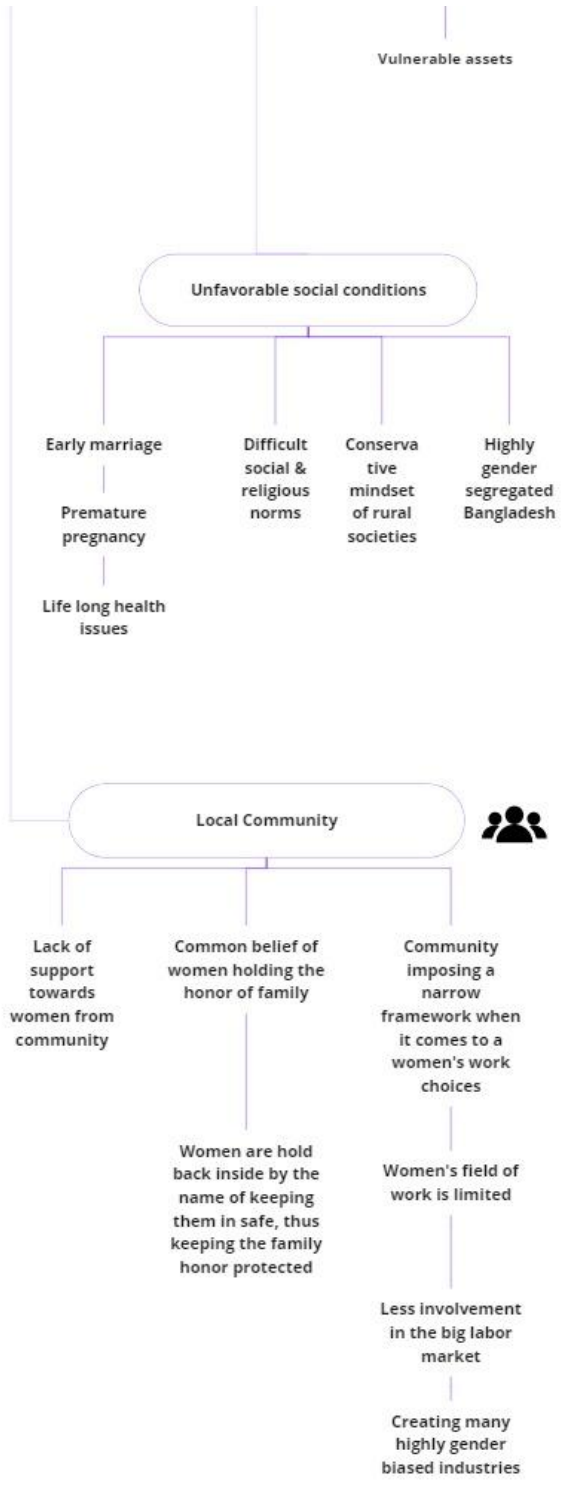 Vulnerable assets
Unfavorable social conditions
Early marriage
Premature
pregnancy
Life long health
issues
Difficult
social &
religious
norms
Conserva
tive
mindset
of rural
societies
Highly
gender
segregated
Bangladesh
Local Community
Lack of
support
towards
women from
community
Common belief of
women holding the
honor of family
Women are hold
back inside by the
name of keeping
them in safe, thus
keeping the family
honor protected
Community
imposing a
narrow
framework when
it comes to a
women's work
choices
Women's field of
work is limited
Less involvement
in the big labor
market
Creating many
highly gender
biased industries